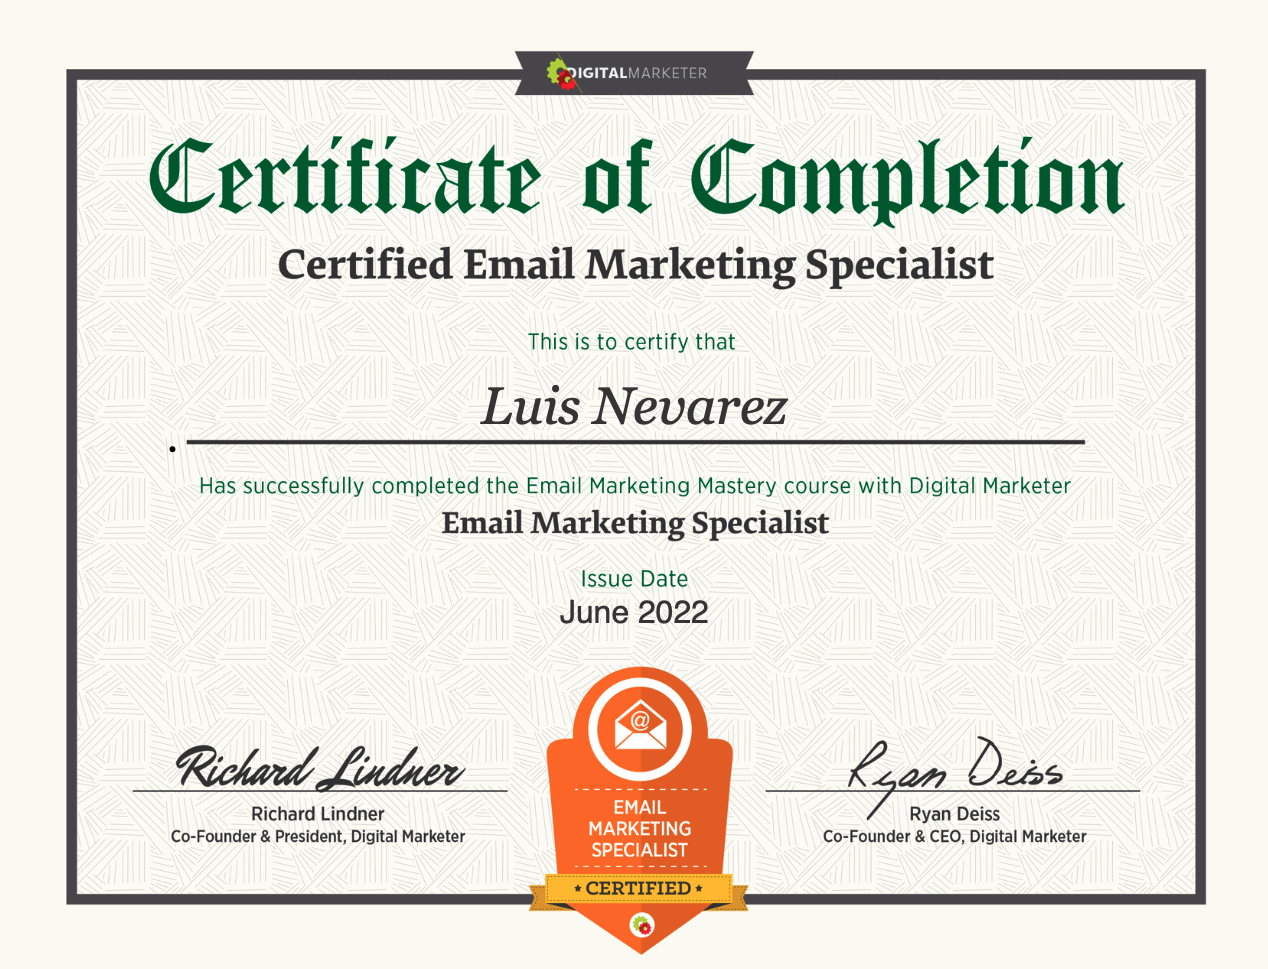 DIGITALMARKETER
Certificate of Completion
Certified Email Marketing Specialist
This is to certify that
Luis Nevarez
Has successfully completed the Email Marketing Mastery course with Digital Marketer
Email Marketing Specialist
Issue Date
June 2022
Richard Lindner
Richard Lindner
Co-Founder & President, Digital Marketer
@
EMAIL
MARKETING
SPECIALIST
CERTIFIED
Ryan Deiss
Ryan Deiss
Co-Founder & CEO, Digital Marketer